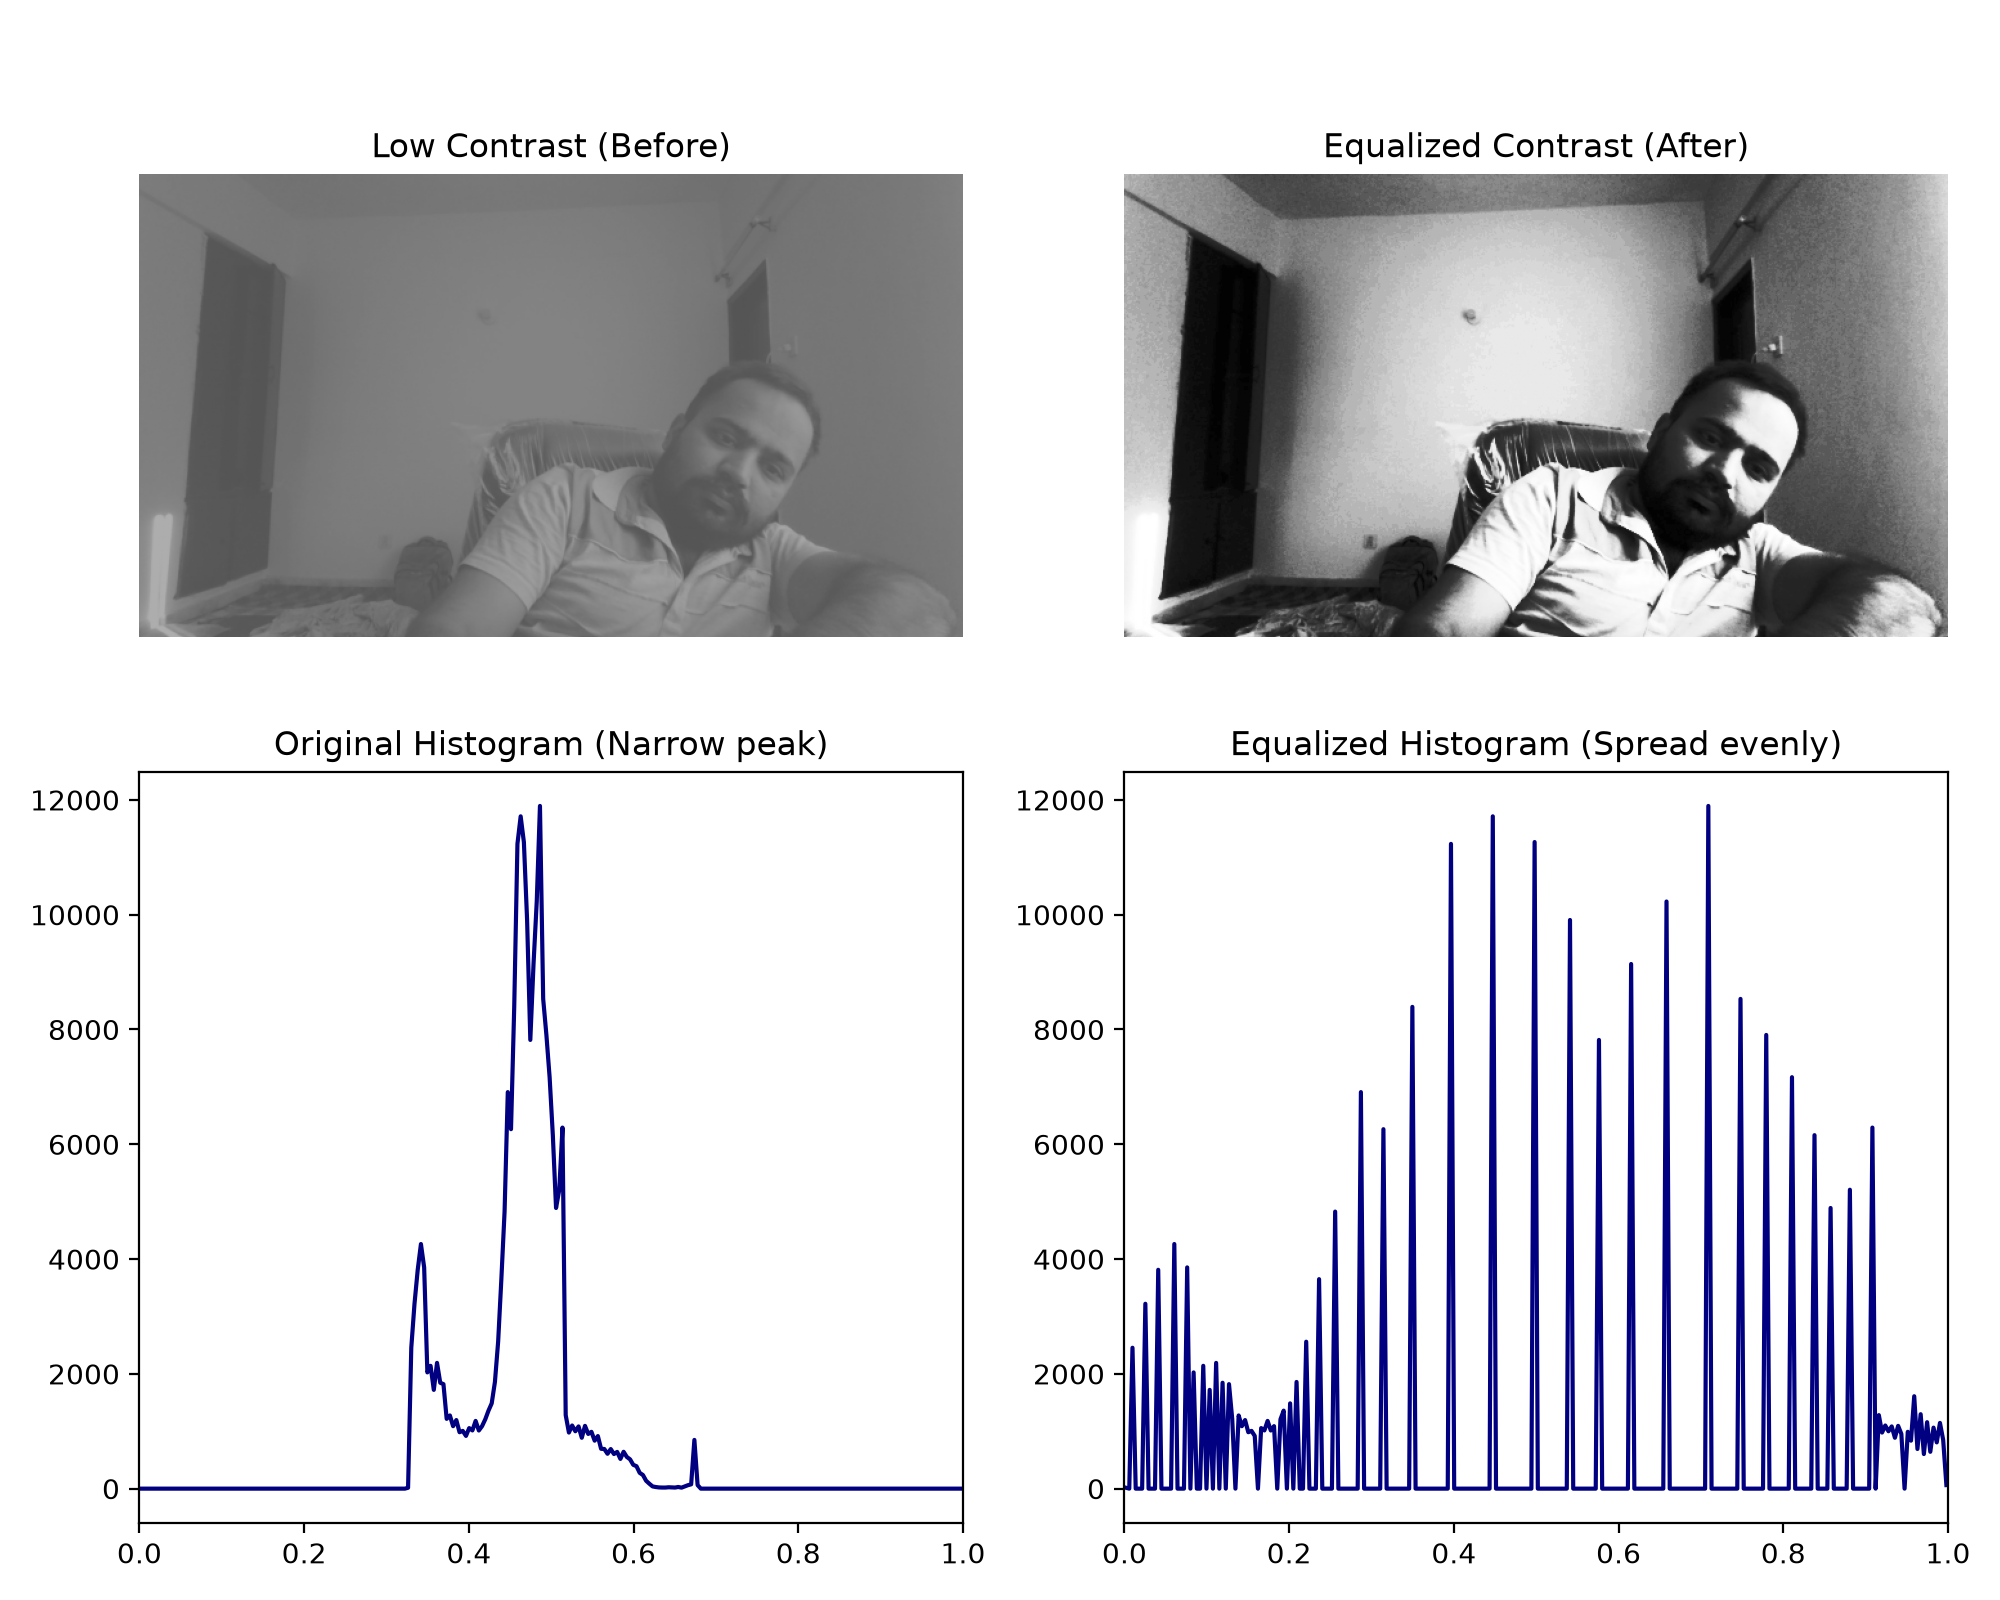 Low Contrast (Before)
Equalized Contrast (After)
Original Histogram (Narrow peak)
Equalized Histogram (Spread evenly)
12000
10000
8000
6000
4000
2000
0
0.0 0.2 0.4 0.6 0.8 1.0
12000
10000
8000
6000
4000
2000
0
0.0 0.2 0.4 0.6 0.8 1.0